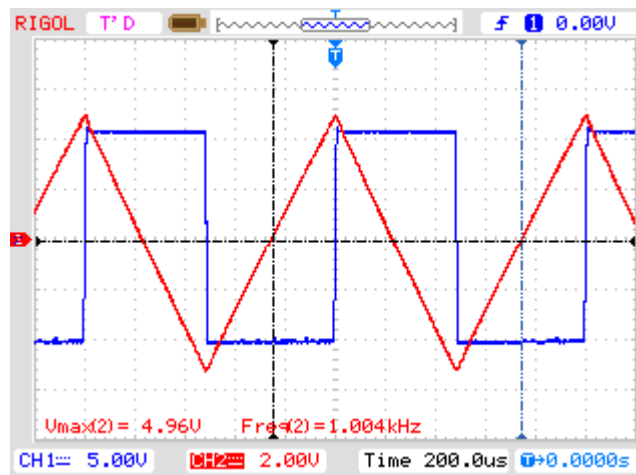 RIGOL T'D T f 1 0.00V
T
2
Vmax(2)= 4.96V Freq(2)=1.004kHz
CH1 5.00V CH2 2.00V Time 200.0us T→0.0000s